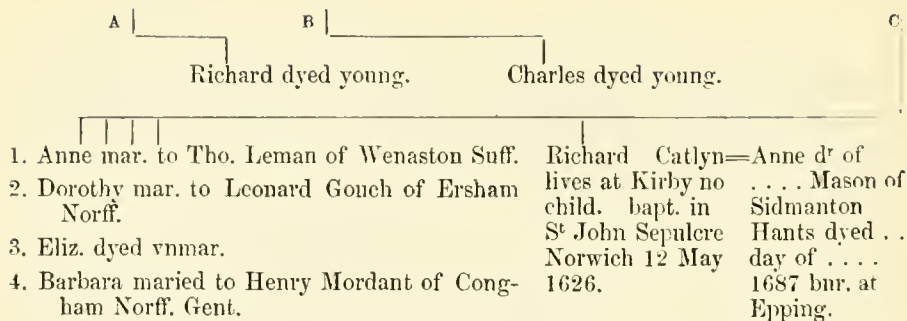 A B C
Richard dyed young. Charles dyed young.
1. Anne mar. to Tho. Leman of Wenaston Suff.
2. Dorothy mar. to Leonard Gouch of Ersham
Norff.
3. Eliz. dyed vnmar.
4. Barbara maried to Henry Mordant of Cong-
ham Norff. Gent.
Richard Catlyn=Anne dʳ of
lives at Kirby no . . . . Mason of
child. bapt. in Sidmanton
Sᵗ John Sepulcre Hants dyed . .
Norwich 12 May day of . . . .
1626. 1687 bur. at
Epping.